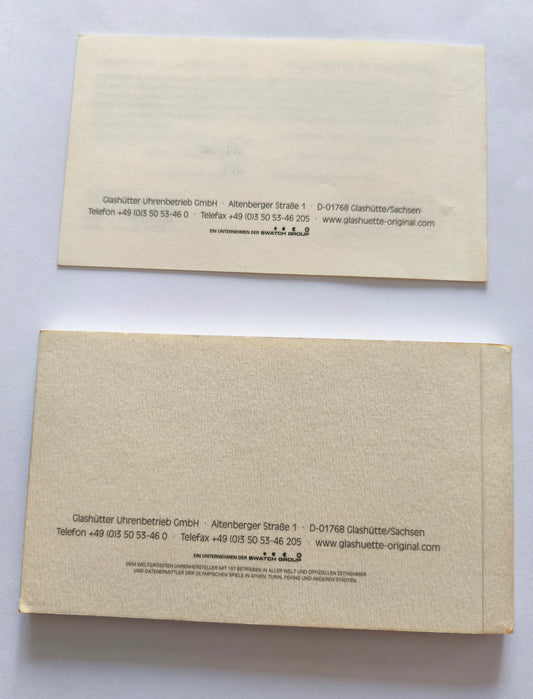 Glashütter Uhrenbetrieb GmbH · Altenberger Straße 1 · D-01768 Glashütte/Sachsen
Telefon +49 (0)3 50 53-46 0 · Telefax +49 (0)3 50 53-46 205 · www.glashuette-original.com
EIN UNTERNEHMEN DER SWATCH GROUP
Glashütter Uhrenbetrieb GmbH · Altenberger Straße 1 · D-01768 Glashütte/Sachsen
Telefon +49 (0)3 50 53-46 0 · Telefax +49 (0)3 50 53-46 205 · www.glashuette-original.com
EIN UNTERNEHMEN DER SWATCH GROUP
DEM WELTGRÖSSTEN UHRENHERSTELLER MIT 157 BETRIEBEN IN ALLER WELT UND OFFIZIELLEN ZEITNEHMER
UND DATENERMITTLER DER OLYMPISCHEN SPIELE IN ATHEN, TURIN, PEKING UND ANDEREN STÄDTEN.